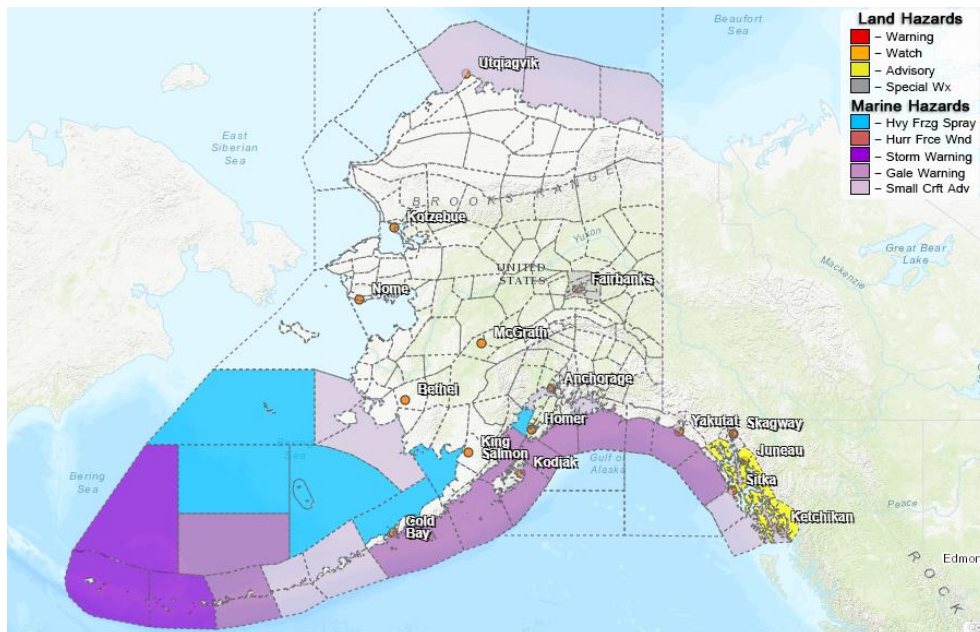 Beaufort
Sea
Land Hazards
– Warning
– Watch
– Advisory
– Special Wx
Marine Hazards
– Hvy Frzg Spray
– Hurr Frce Wnd
– Storm Warning
– Gale Warning
– Small Crft Adv
Utqiagvik
East
Siberian
Sea
BROOKS RANGE
Kotzebue
Yukon
Great Bear
Lake
Mackenzie
UNITED
STATES
Fairbanks
Nome
McGrath
Anchorage
Bethel
Homer
Yakutat
Skagway
King
Salmon
Juneau
Kodiak
Gulf of
Alaska
Bering
Sea
Sitka
Peace
Ketchikan
Cold
Bay
Edmon
ROCK